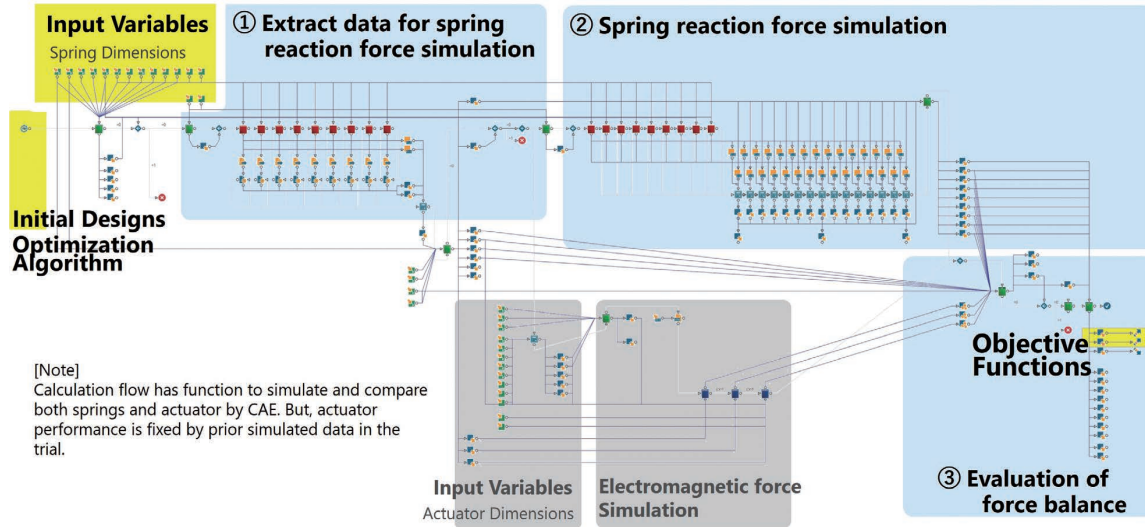 Input Variables
Spring Dimensions
① Extract data for spring
reaction force simulation
② Spring reaction force simulation
Initial Designs
Optimization
Algorithm
[Note]
Calculation flow has function to simulate and compare
both springs and actuator by CAE. But, actuator
performance is fixed by prior simulated data in the
trial.
Input Variables
Actuator Dimensions
Electromagnetic force
Simulation
Objective
Functions
③ Evaluation of
force balance